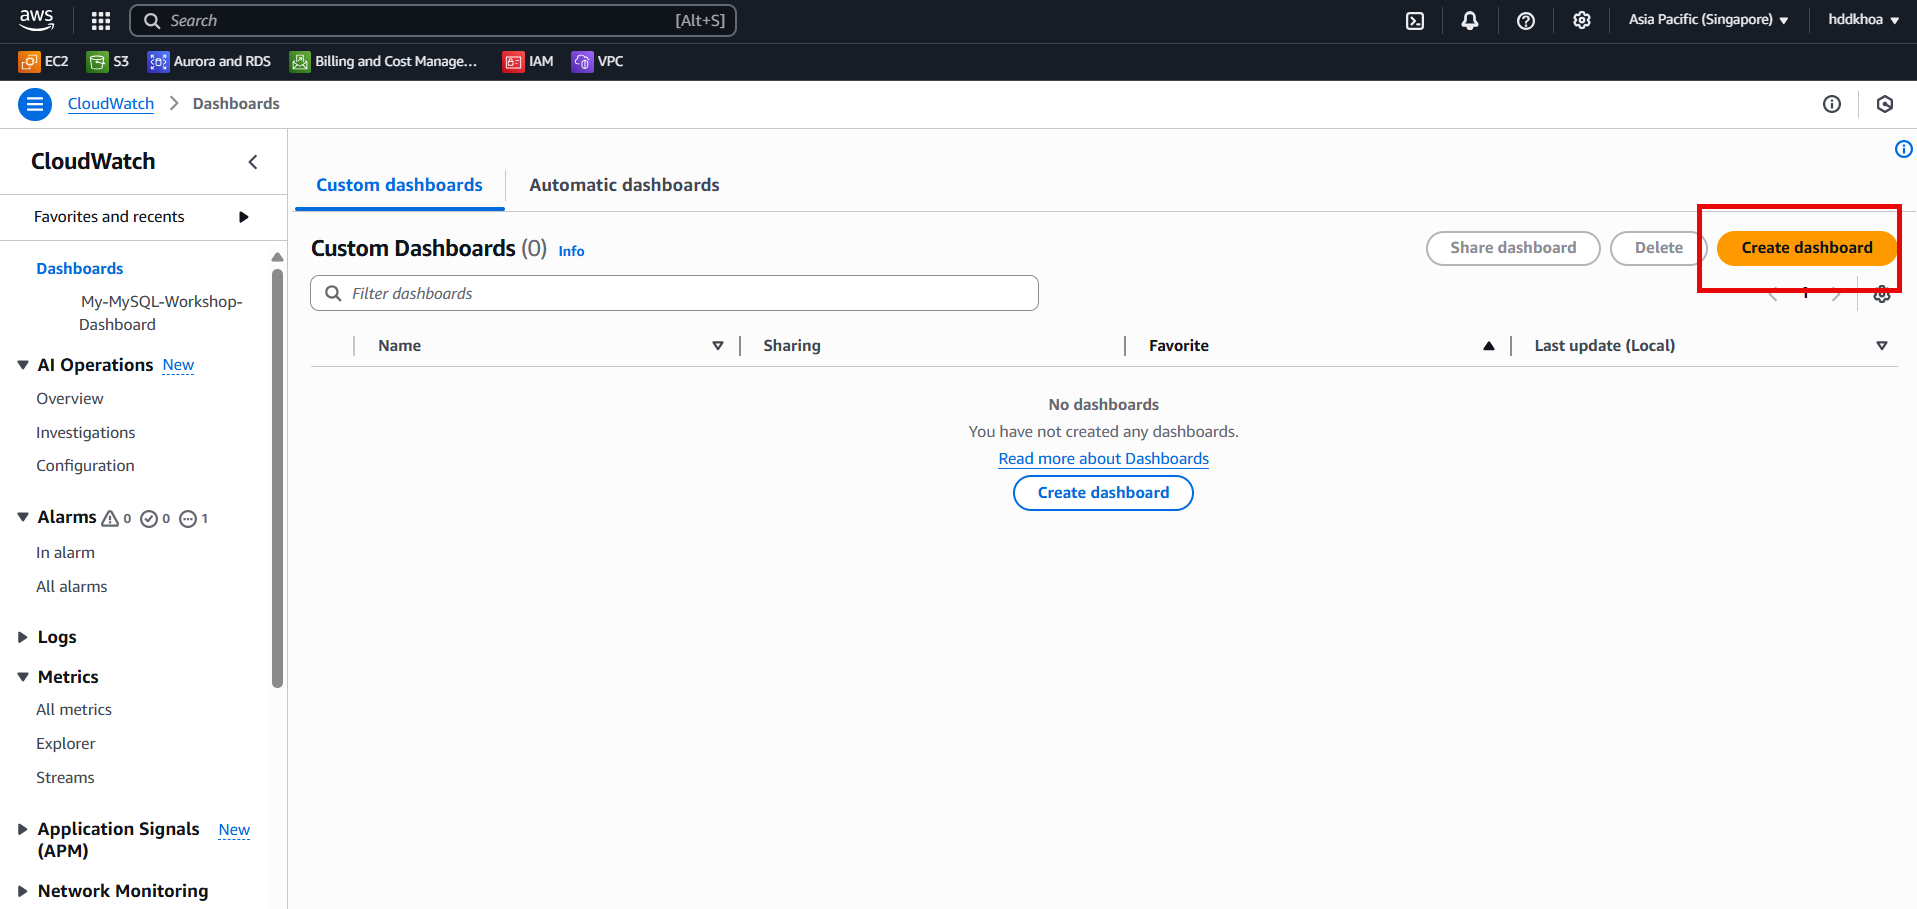 aws
Search [Alt+S]
Asia Pacific (Singapore)
hddkhoa
EC2
S3
Aurora and RDS
Billing and Cost Manage...
IAM
VPC
CloudWatch
Dashboards
CloudWatch
Favorites and recents
Dashboards
My-MySQL-Workshop-
Dashboard
AI Operations New
Overview
Investigations
Configuration
Alarms 0 0 1
In alarm
All alarms
Logs
Metrics
All metrics
Explorer
Streams
Application Signals New
(APM)
Network Monitoring
Custom dashboards
Automatic dashboards
Custom Dashboards (0) Info
Share dashboard
Delete
Create dashboard
Filter dashboards
1
Name
Sharing
Favorite
Last update (Local)
No dashboards
You have not created any dashboards.
Read more about Dashboards
Create dashboard